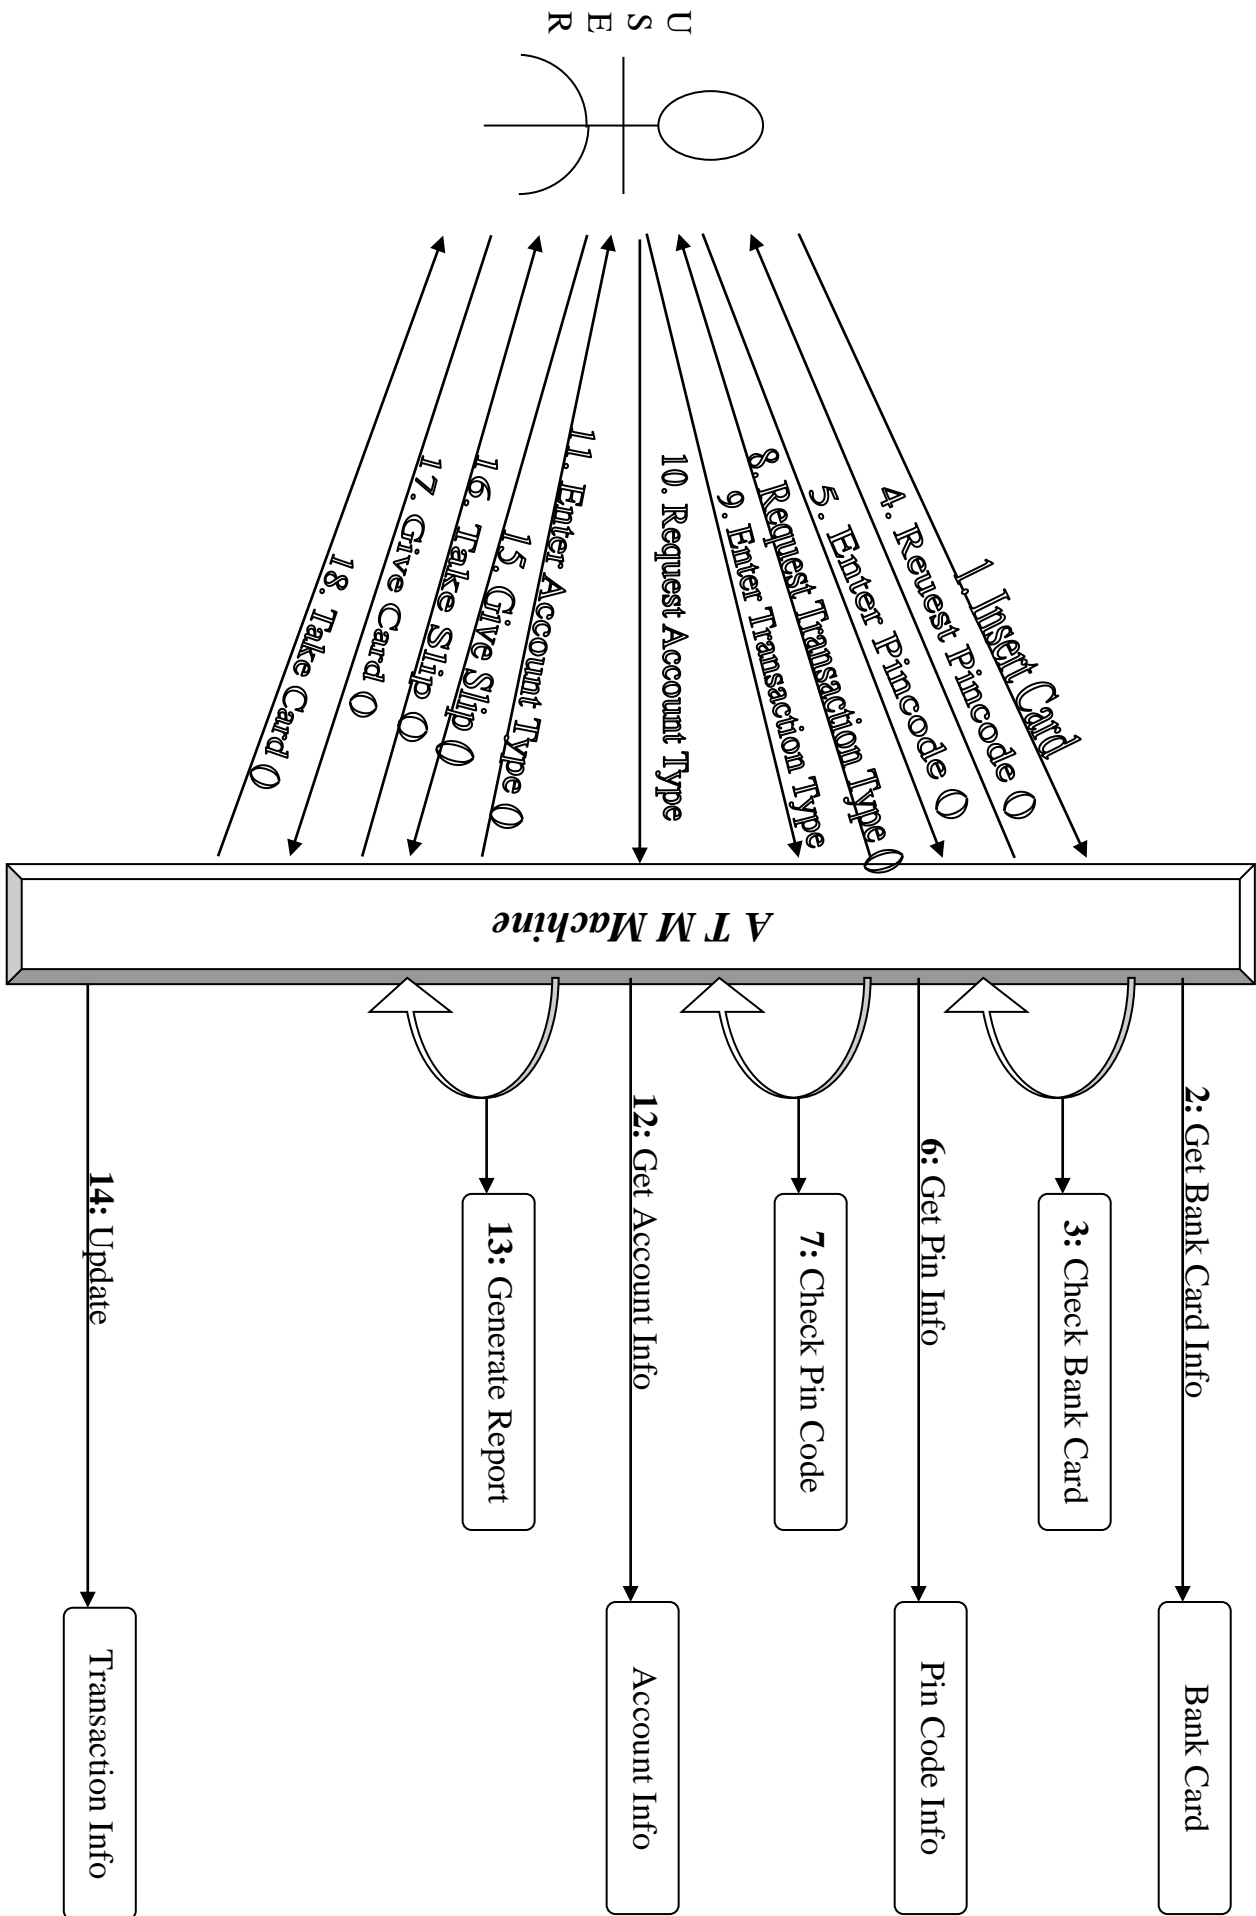 U S E R
1. Insert Card
4. Reuest Pincode ()
5. Enter Pincode ()
8. Request Transaction Type ()
9. Enter Transaction Type
10. Request Account Type
11. Enter Account Type ()
15. Give Slip ()
16. Take Slip ()
17. Give Card ()
18. Take Card ()
A T M Machine
2: Get Bank Card Info
Bank Card
3: Check Bank Card
6: Get Pin Info
Pin Code Info
7: Check Pin Code
12: Get Account Info
Account Info
13: Generate Report
14: Update
Transaction Info